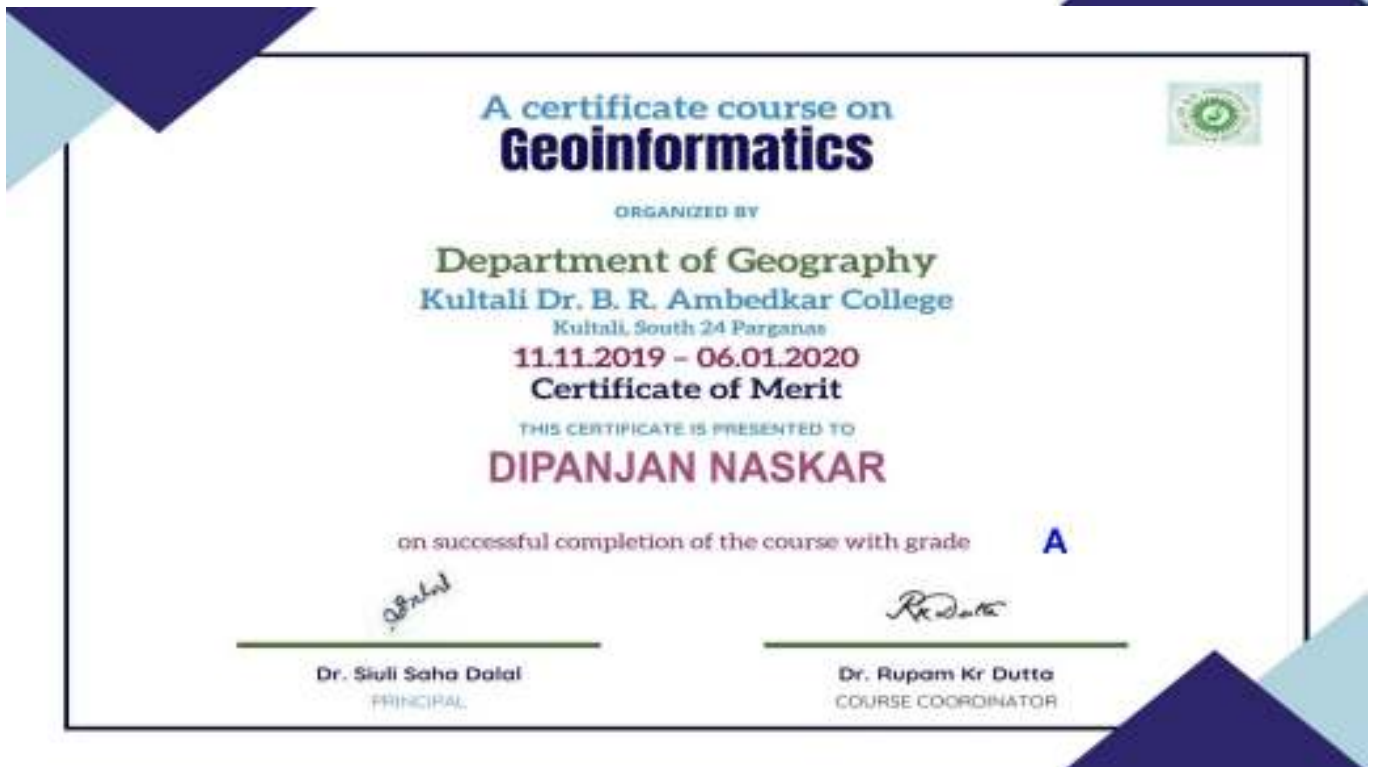 A certificate course on
Geoinformatics
ORGANIZED BY
Department of Geography
Kultali Dr. B. R. Ambedkar College
Kultali, South 24 Parganas
11.11.2019 – 06.01.2020
Certificate of Merit
THIS CERTIFICATE IS PRESENTED TO
DIPANJAN NASKAR
on successful completion of the course with grade A
Dr. Siuli Saha Dalal
PRINCIPAL
Dr. Rupam Kr Dutta
COURSE COORDINATOR